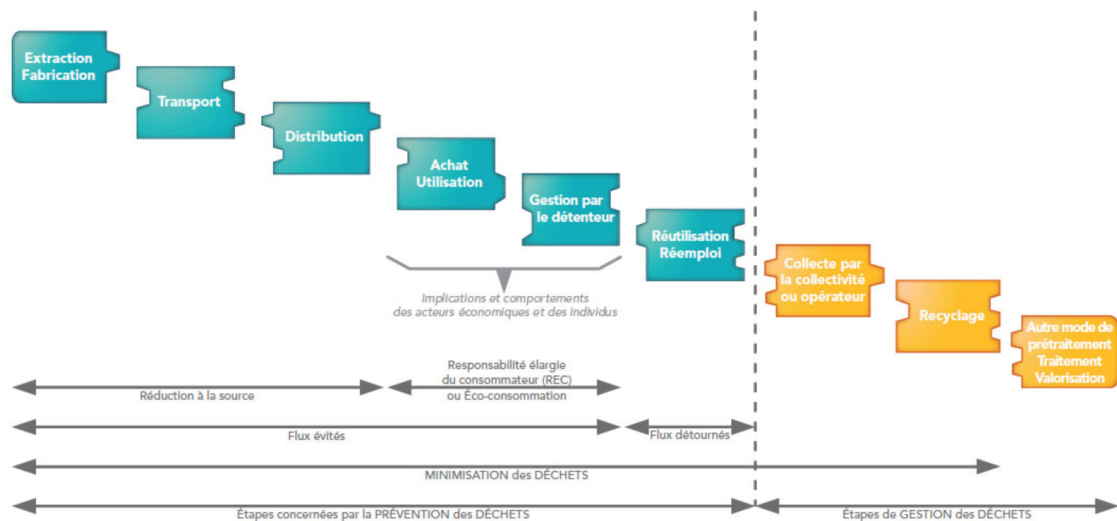 Extraction
Fabrication
Transport
Distribution
Achat
Utilisation
Gestion par
le détenteur
Réutilisation
Réemploi
Collecte par
la collectivité
ou opérateur
Recyclage
Autre mode de
prétraitement
Traitement
Valorisation
Implications et comportements
des acteurs économiques et des individus
Réduction à la source
Responsabilité élargie
du consommateur (REC)
ou Éco-consommation
Flux évités
Flux détournés
MINIMISATION des DÉCHETS
Étapes concernées par la PRÉVENTION des DÉCHETS
Étapes de GESTION des DÉCHETS